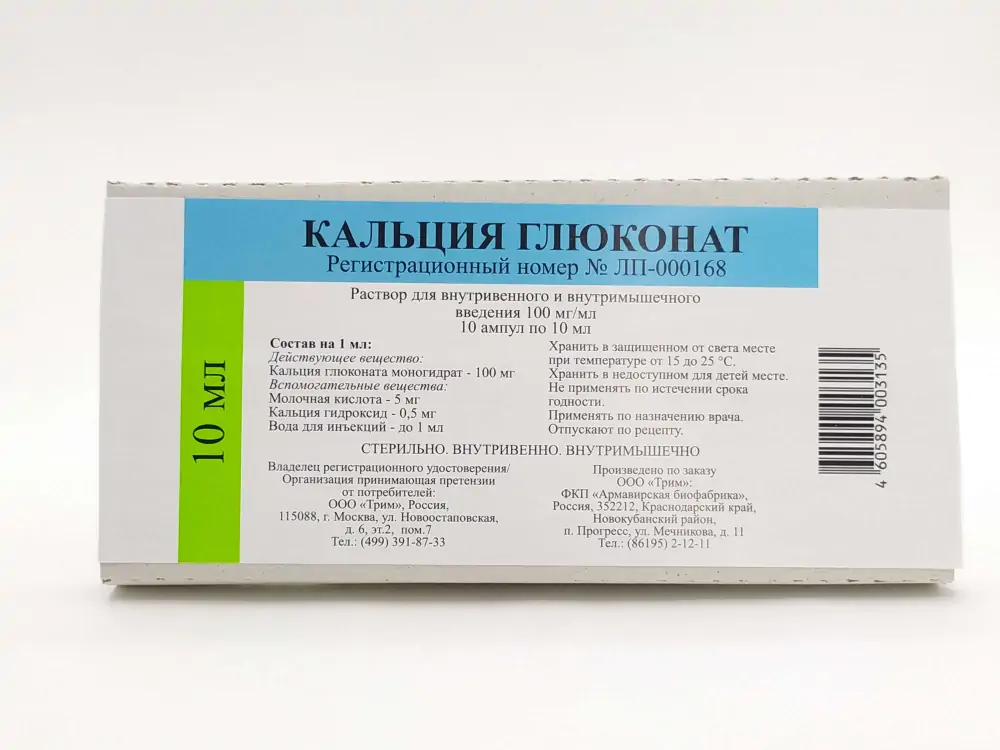 КАЛЬЦИЯ ГЛЮКОНАТ
Регистрационный номер № ЛП-000168
Раствор для внутривенного и внутримышечного
введения 100 мг/мл
10 ампул по 10 мл
10 мл
Состав на 1 мл:
Действующее вещество:
Кальция глюконата моногидрат - 100 мг
Вспомогательные вещества:
Молочная кислота - 5 мг
Кальция гидроксид - 0,5 мг
Вода для инъекций - до 1 мл
Хранить в защищенном от света месте
при температуре от 15 до 25 °С.
Хранить в недоступном для детей месте.
Не применять по истечении срока
годности.
Применять по назначению врача.
Отпускают по рецепту.
СТЕРИЛЬНО. ВНУТРИВЕННО. ВНУТРИМЫШЕЧНО
Владелец регистрационного удостоверения/
Организация принимающая претензии
от потребителей:
ООО «Трим», Россия,
115088, г. Москва, ул. Новоостаповская,
д. 6, эт.2, пом.7
Тел.: (499) 391-87-33
Произведено по заказу
ООО «Трим»:
ФКП «Армавирская биофабрика»,
Россия, 352212, Краснодарский край,
Новокубанский район,
п. Прогресс, ул. Мечникова, д. 11
Тел.: (86195) 2-12-11
4 605894 003135